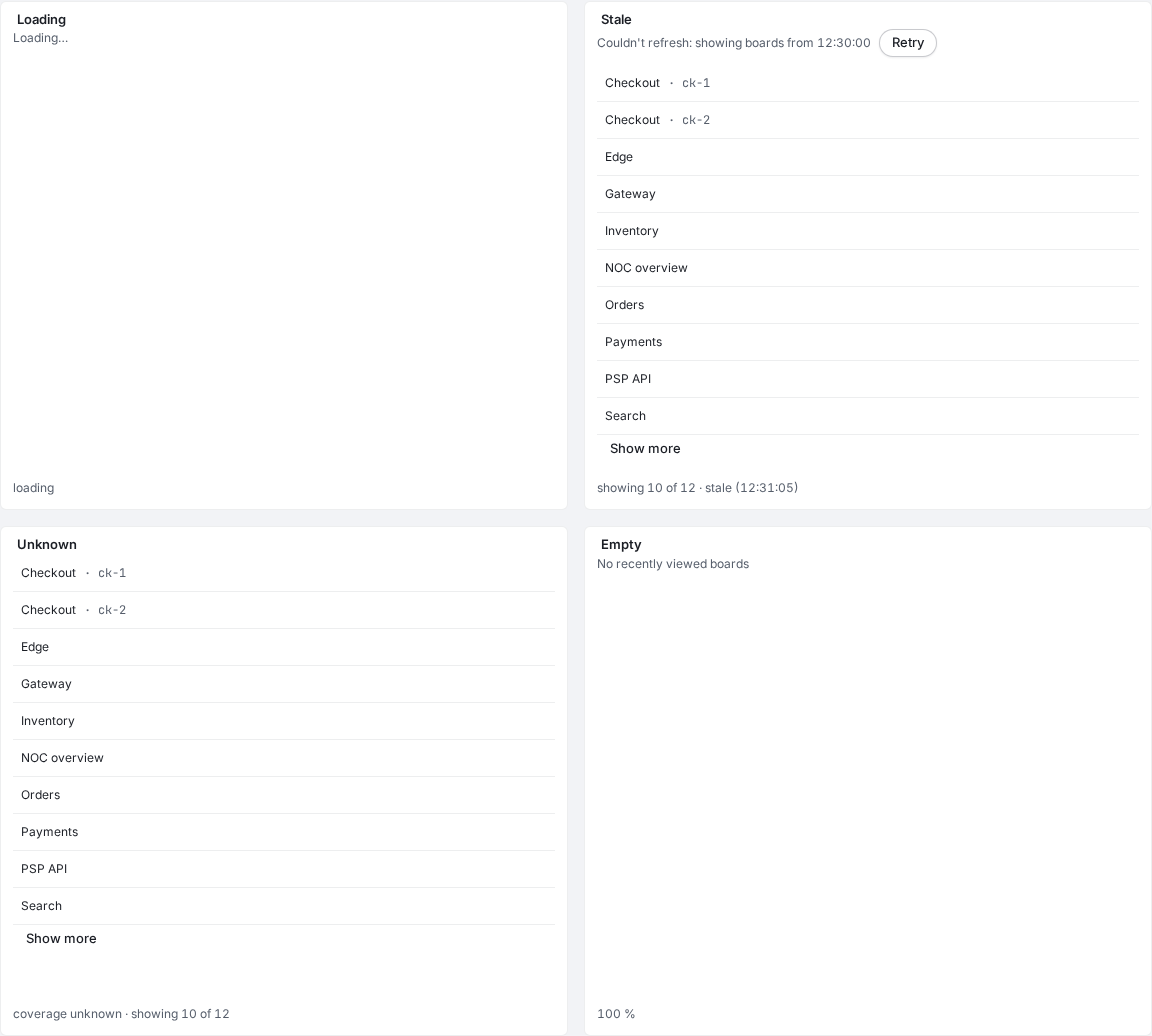 Loading
Loading...
loading
Stale
Couldn't refresh: showing boards from 12:30:00 Retry
Checkout · ck-1
Checkout · ck-2
Edge
Gateway
Inventory
NOC overview
Orders
Payments
PSP API
Search
Show more
showing 10 of 12 · stale (12:31:05)
Unknown
Checkout · ck-1
Checkout · ck-2
Edge
Gateway
Inventory
NOC overview
Orders
Payments
PSP API
Search
Show more
coverage unknown · showing 10 of 12
Empty
No recently viewed boards
100 %